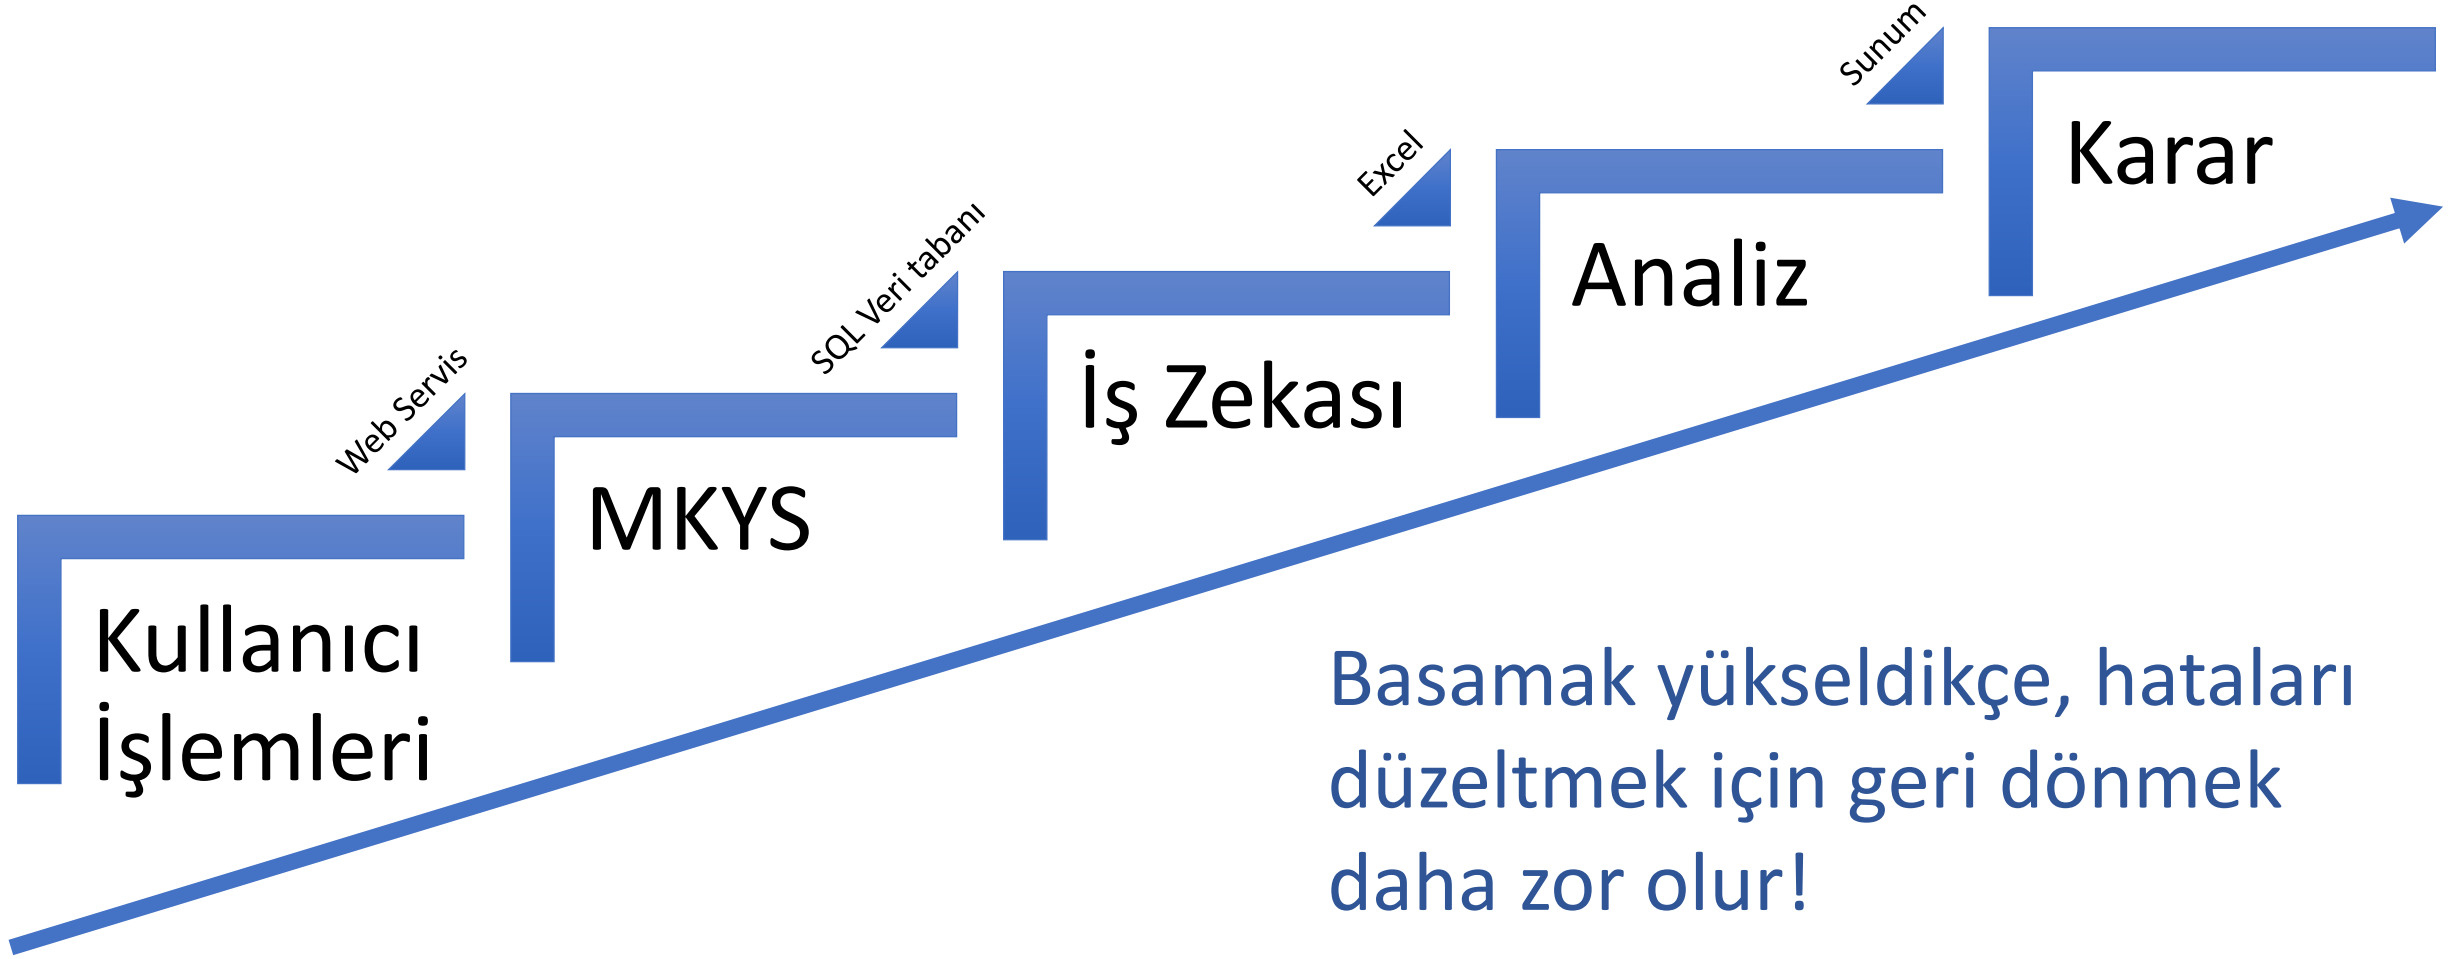 Kullanıcı
İşlemleri
Web Servis
MKYS
SQL Veri tabanı
İş Zekası
Excel
Analiz
Sunum
Karar
Basamak yükseldikçe, hataları
düzeltmek için geri dönmek
daha zor olur!